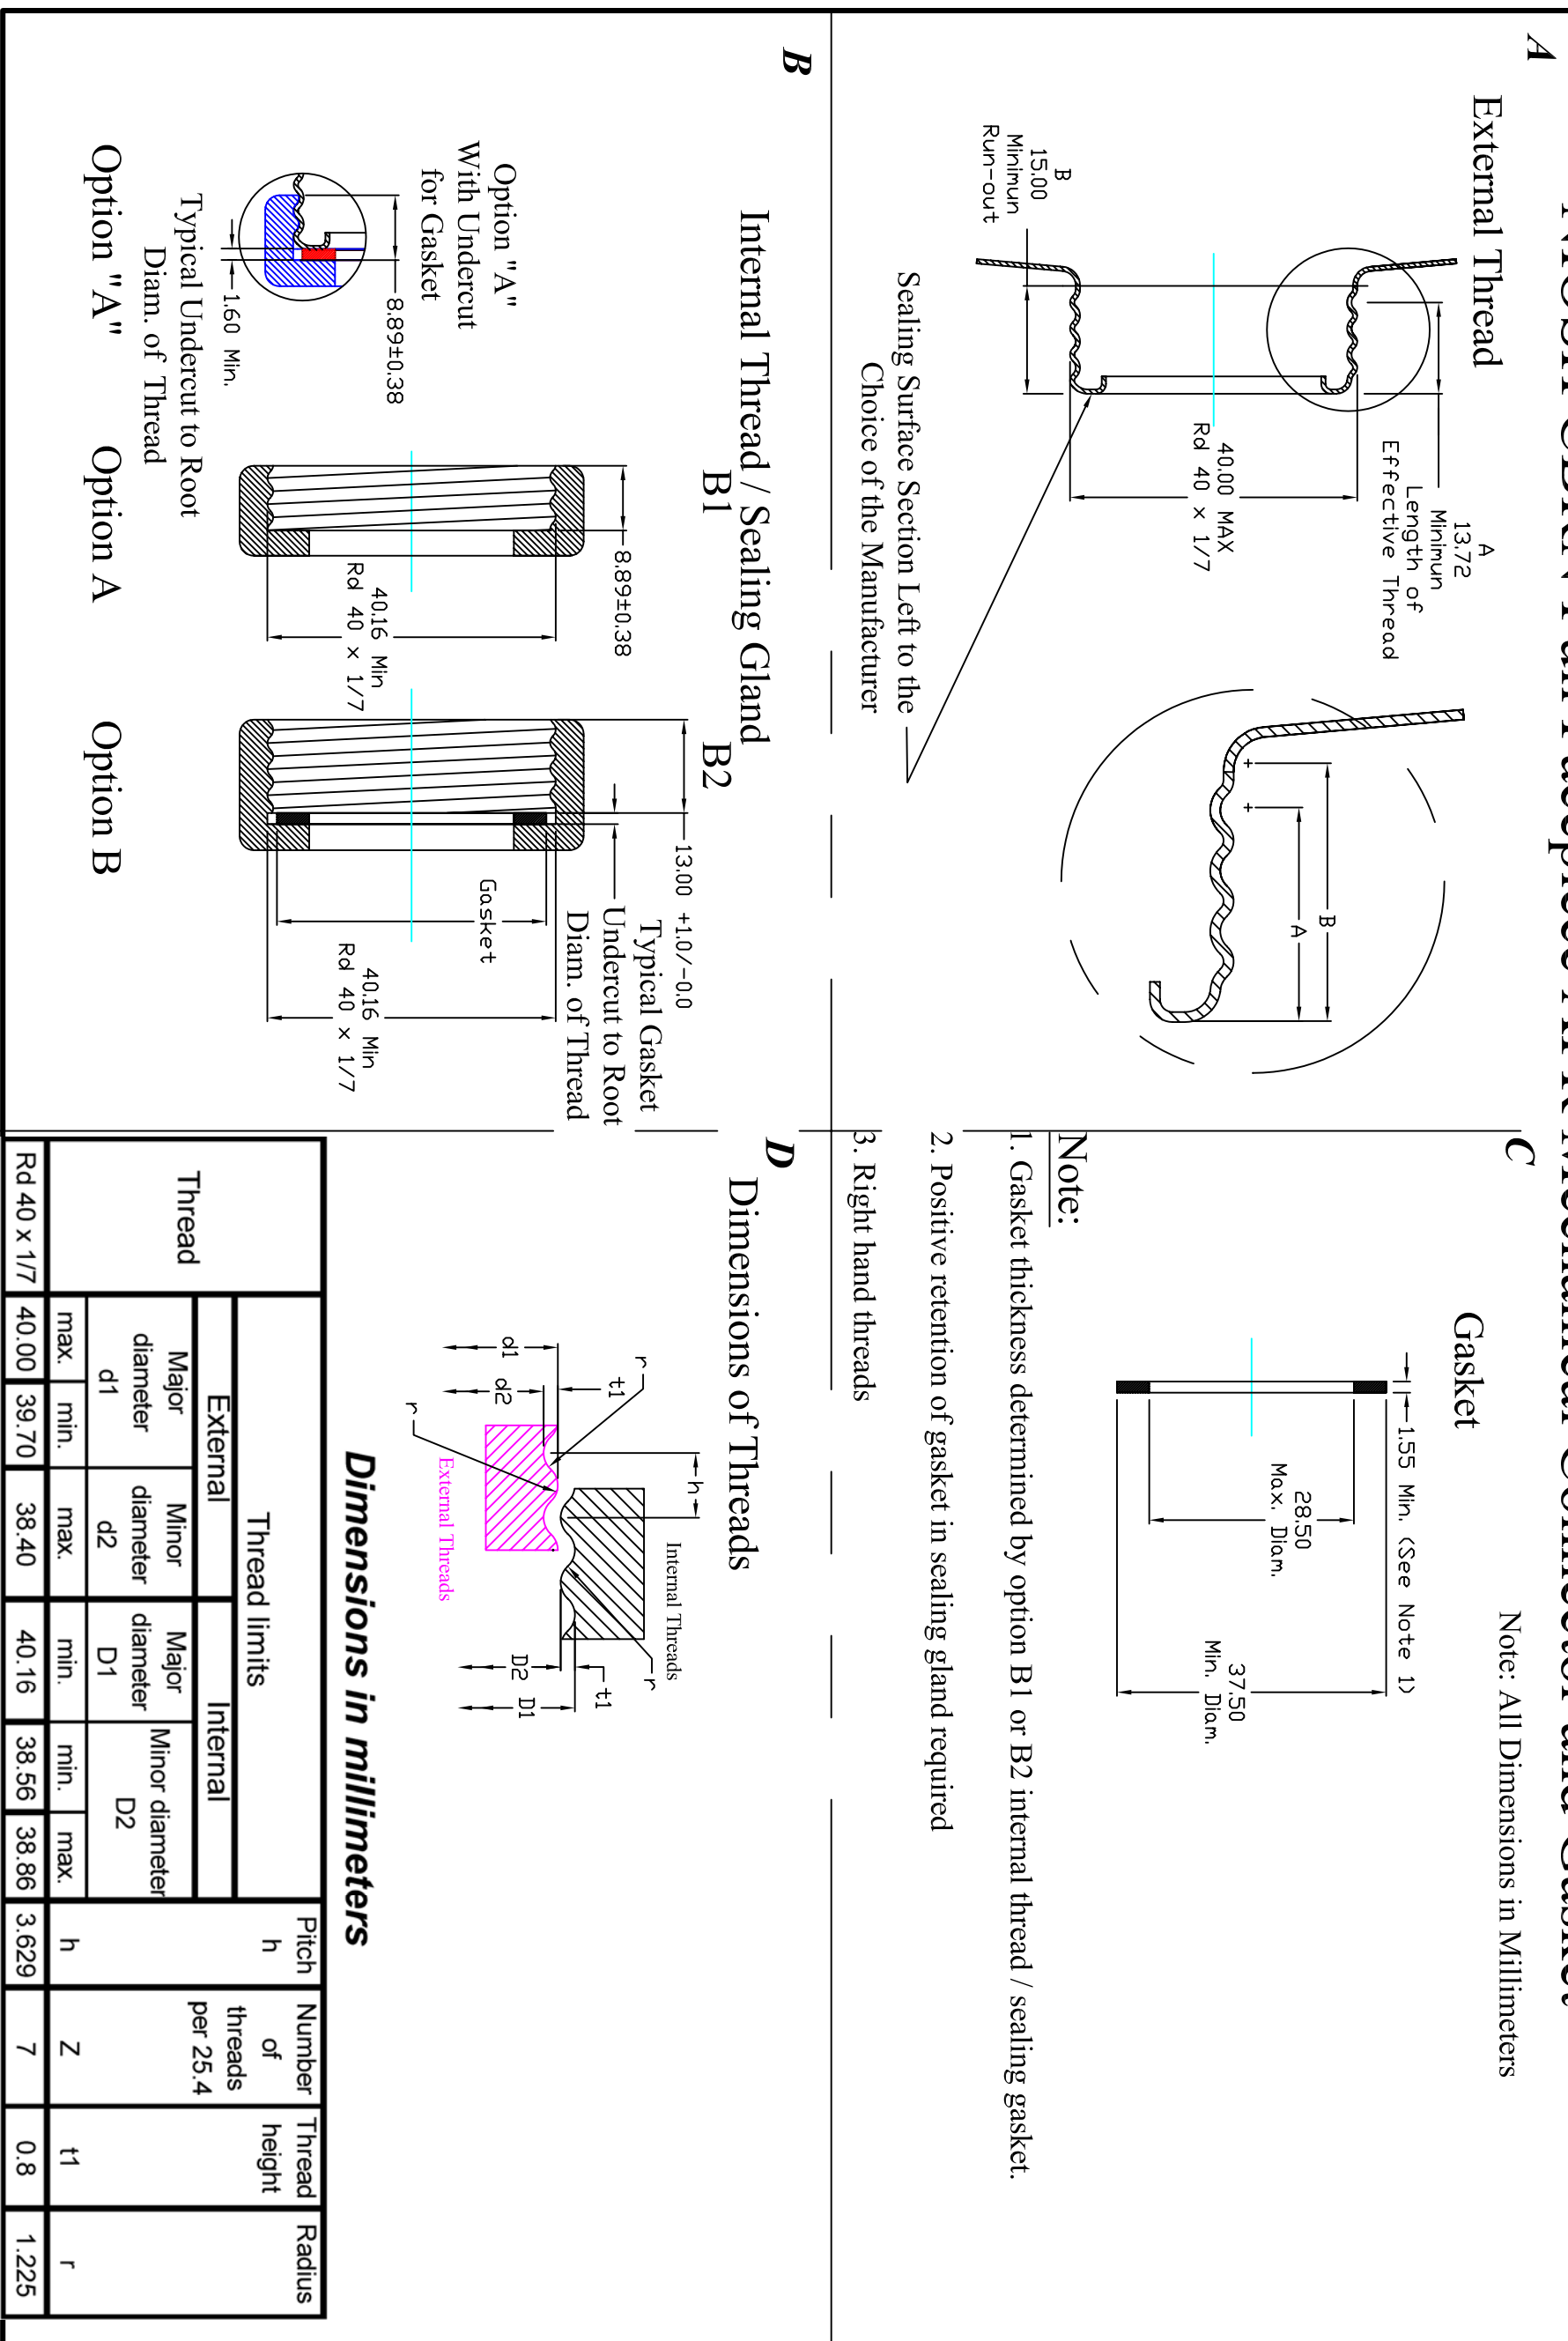 NIOSH CBRN Full Facepiece APR Mechanical Connector and Gasket
A
External Thread
A
13.72
Minimun
Length of
Effective Thread
B
15.00
Minimun
Run-out
40.00 MAX
Rd 40 × 1/7
B
A
Sealing Surface Section Left to the
Choice of the Manufacturer
C
Note: All Dimensions in Millimeters
Gasket
1.55 Min. (See Note 1)
28.50
Max. Diam.
37.50
Min. Diam.
Note:
1. Gasket thickness determined by option B1 or B2 internal thread / sealing gasket.
2. Positive retention of gasket in sealing gland required
3. Right hand threads
B
Internal Thread / Sealing Gland
B1
B2
Option "A"
With Undercut
for Gasket
8.89±0.38
1.60 Min.
Typical Undercut to Root
Diam. of Thread
Option "A"
8.89±0.38
40.16 Min
Rd 40 × 1/7
Option A
13.00 +1.0/-0.0
Typical Gasket
Undercut to Root
Diam. of Thread
Gasket
40.16 Min
Rd 40 × 1/7
Option B
D
Dimensions of Threads
h
Internal Threads
r
t1
r
d1
d2
r
t1
D2
D1
External Threads
Dimensions in millimeters
Thread
Thread limits
Pitch
h
Number
of
threads
per 25.4
Thread
height
Radius
External
Internal
Major
diameter
d1
Minor
diameter
d2
Major
diameter
D1
Minor diameter
D2
max. min. max. min. min. max. h Z t1 r
Rd 40 x 1/7 40.00 39.70 38.40 40.16 38.56 38.86 3.629 7 0.8 1.225